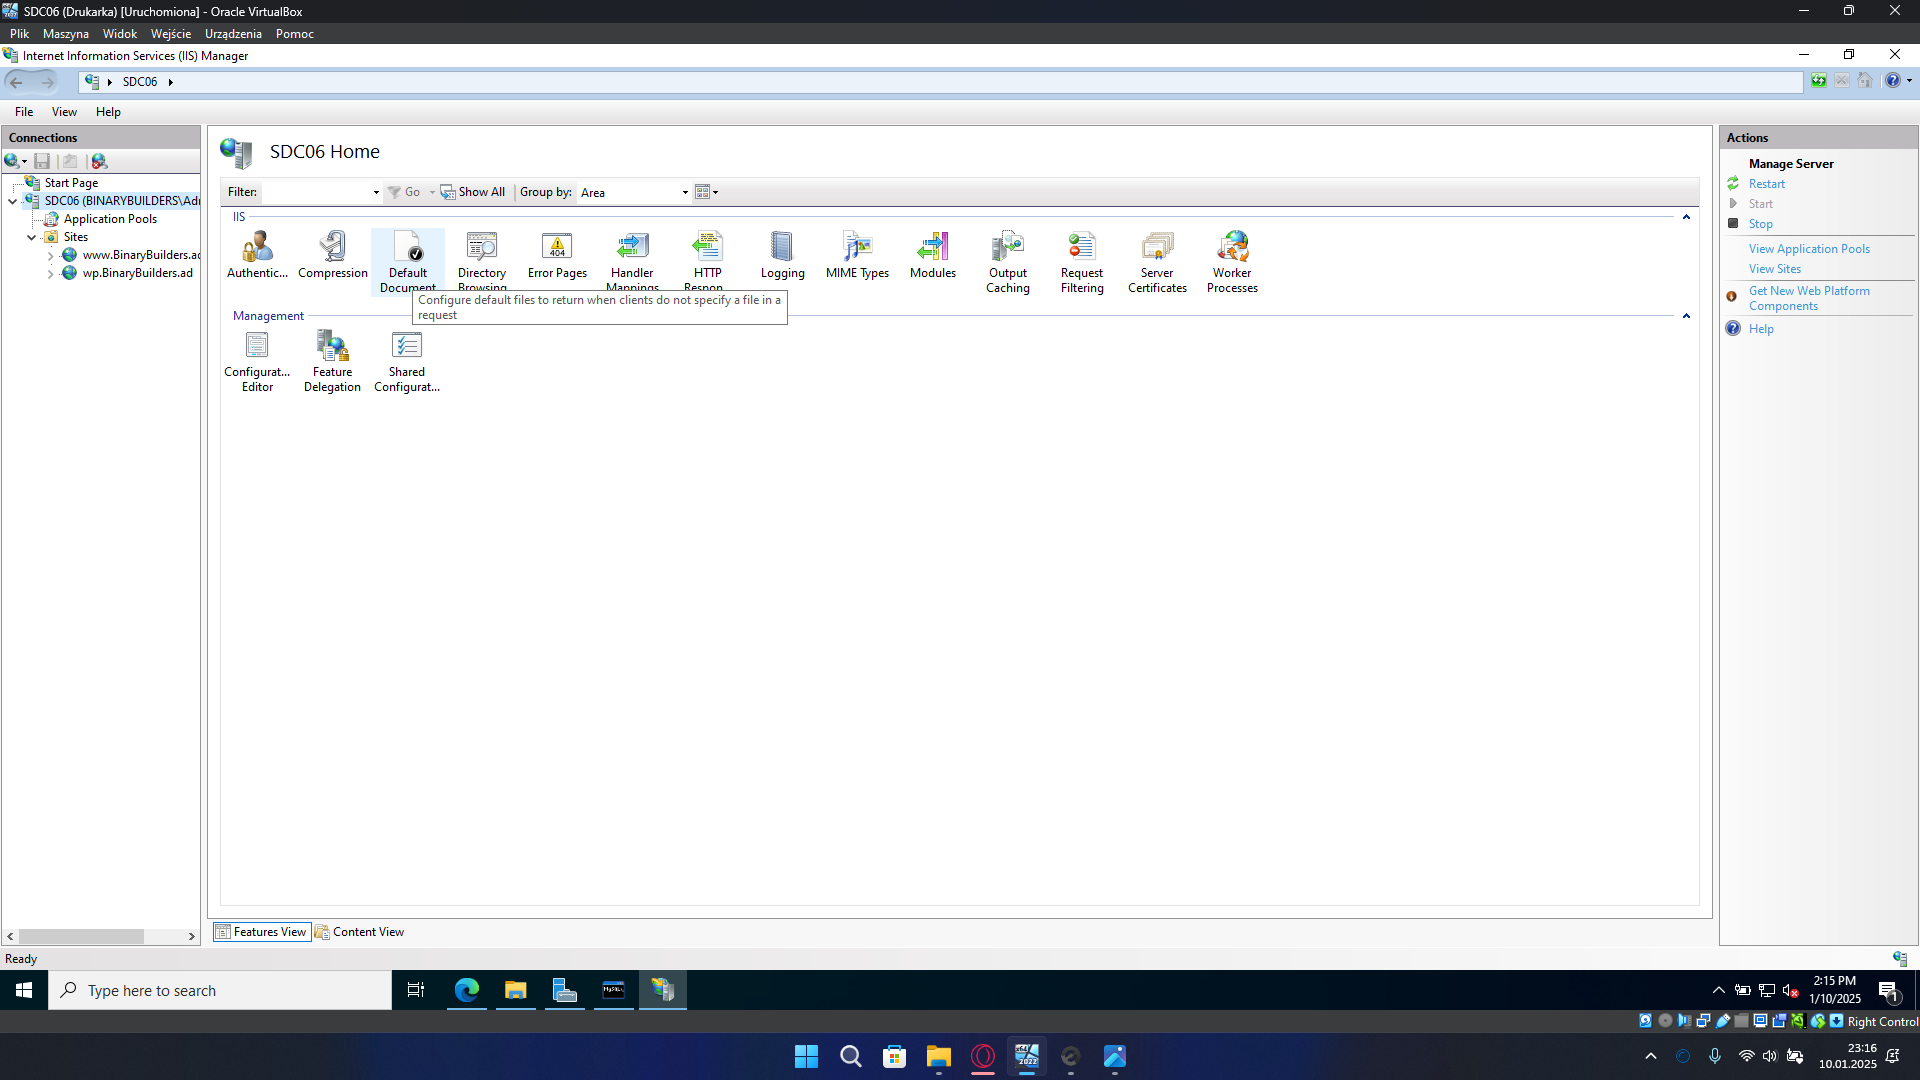 SDC06 (Drukarka) [Uruchomiona] - Oracle VirtualBox
Plik Maszyna Widok Wejście Urządzenia Pomoc
Internet Information Services (IIS) Manager
SDC06
File View Help
Connections
Start Page
SDC06 (BINARYBUILDERS\Adr
Application Pools
Sites
www.BinaryBuilders.ad
wp.BinaryBuilders.ad
SDC06 Home
Filter: Go Show All Group by: Area
IIS
Authentic...
Compression
Default
Document
Directory
Browsing
404
Error Pages
Handler
Mappings
HTTP
Respon...
Logging
MIME Types
Modules
Output
Caching
Request
Filtering
Server
Certificates
Worker
Processes
Configure default files to return when clients do not specify a file in a
request
Management
Configurat...
Editor
Feature
Delegation
Shared
Configurat...
Features View Content View
Actions
Manage Server
Restart
Start
Stop
View Application Pools
View Sites
Get New Web Platform
Components
Help
Ready
Type here to search
MySQL
2:15 PM
1/10/2025
1
Right Control
x64
2022
23:16
10.01.2025